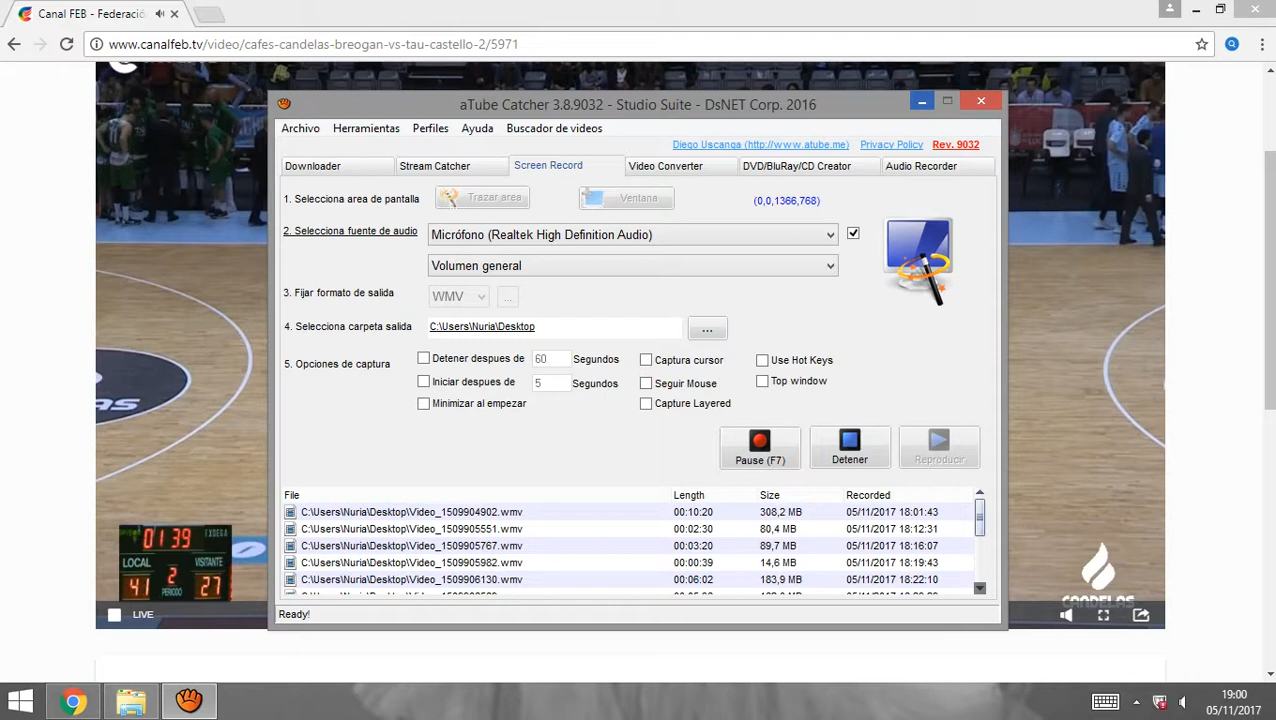 Canal FEB - Federació
www.canalfeb.tv/video/cafes-candelas-breogan-vs-tau-castello-2/5971
aTube Catcher 3.8.9032 - Studio Suite - DsNET Corp. 2016
Archivo Herramientas Perfiles Ayuda Buscador de videos
Diego Uscanga (http://www.atube.me) Privacy Policy Rev. 9032
Downloader Stream Catcher Screen Record Video Converter DVD/BluRay/CD Creator Audio Recorder
1. Selecciona area de pantalla Trazar area Ventana (0,0,1366,768)
2. Selecciona fuente de audio Micrófono (Realtek High Definition Audio)
Volumen general
3. Fijar formato de salida WMV ...
4. Selecciona carpeta salida C:\Users\Nuria\Desktop ...
5. Opciones de captura Detener despues de 60 Segundos Captura cursor Use Hot Keys
Iniciar despues de 5 Segundos Seguir Mouse Top window
Minimizar al empezar Capture Layered
Pause (F7) Detener Reproducir
File Length Size Recorded
C:\Users\Nuria\Desktop\Video_1509904902.wmv 00:10:20 308,2 MB 05/11/2017 18:01:43
C:\Users\Nuria\Desktop\Video_1509905551.wmv 00:02:30 80,4 MB 05/11/2017 18:12:31
C:\Users\Nuria\Desktop\Video_1509905767.wmv 00:03:20 89,7 MB 05/11/2017 18:16:07
C:\Users\Nuria\Desktop\Video_1509905982.wmv 00:00:39 14,6 MB 05/11/2017 18:19:43
C:\Users\Nuria\Desktop\Video_1509906130.wmv 00:06:02 183,9 MB 05/11/2017 18:22:10
Ready!
01 39
LOCAL VISITANTE
41 2 27
PERIODO
LIVE
CANDELAS
19:00
05/11/2017